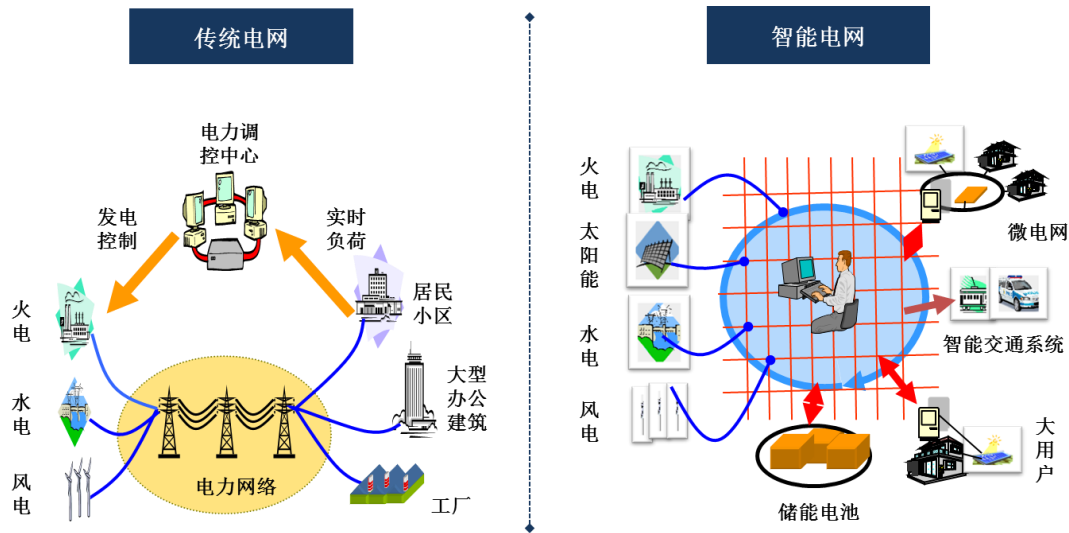 传统电网
电力调
控中心
发电
控制
实时
负荷
火
电
居民
小区
水
电
大型
办公
建筑
风
电
电力网络
工厂
智能电网
火
电
太
阳
能
水
电
风
电
微电网
智能交通系统
大
用
户
储能电池